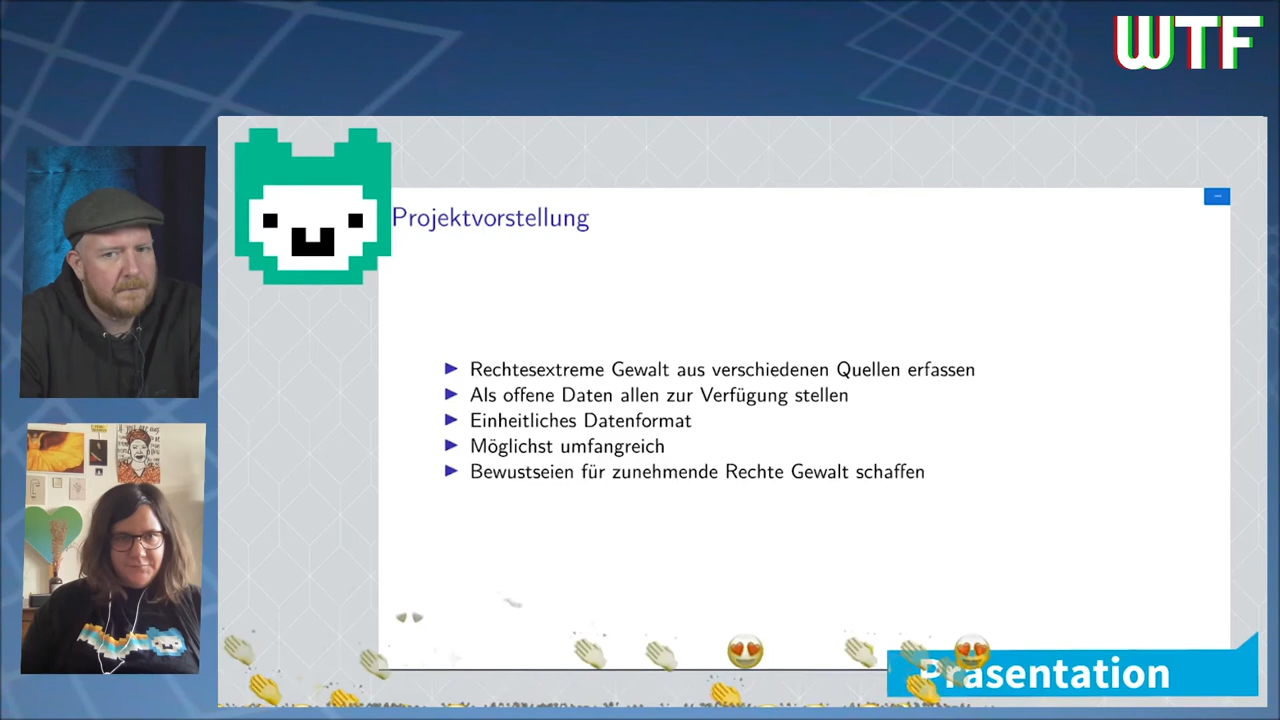 WTF
Projektvorstellung
Rechtesextreme Gewalt aus verschiedenen Quellen erfassen
Als offene Daten allen zur Verfügung stellen
Einheitliches Datenformat
Möglichst umfangreich
Bewustseien für zunehmende Rechte Gewalt schaffen
Präsentation